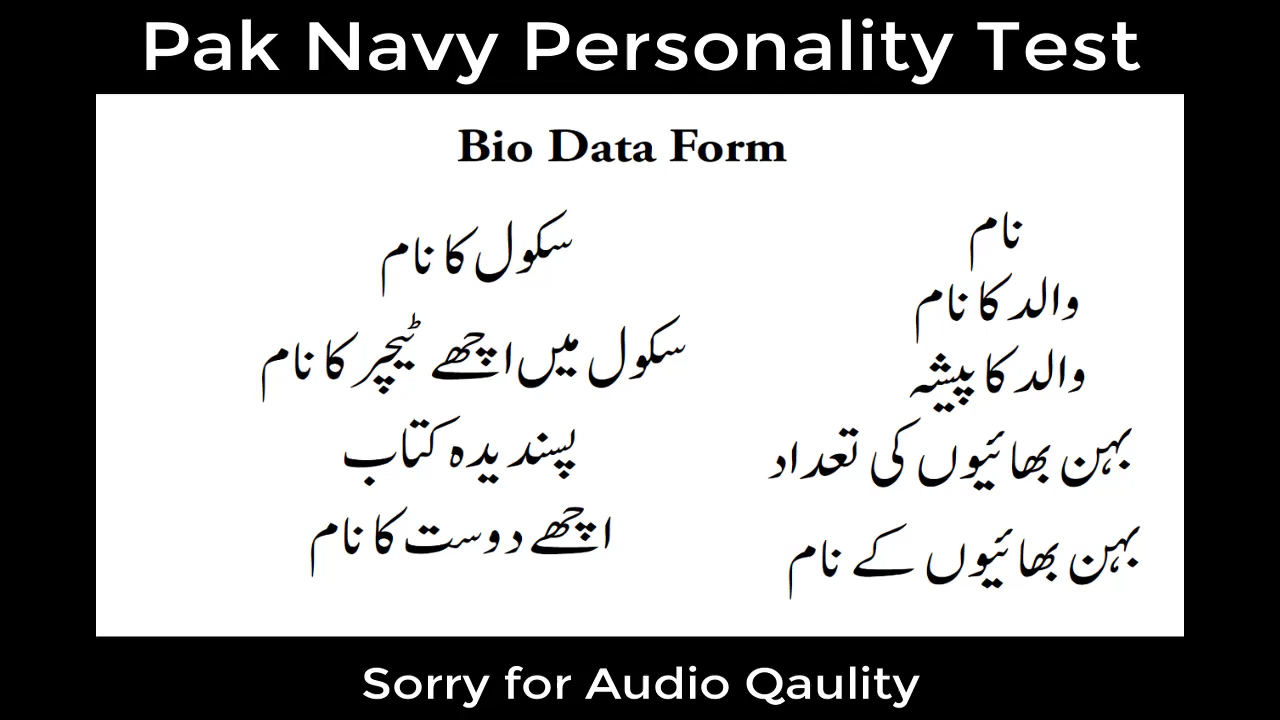 Pak Navy Personality Test
Bio Data Form
نام
والد کا نام
والد کا پیشہ
بہن بھائیوں کی تعداد
بہن بھائیوں کے نام
سکول کا نام
سکول میں اچھے ٹیچر کا نام
پسندیدہ کتاب
اچھے دوست کا نام
Sorry for Audio Qaulity